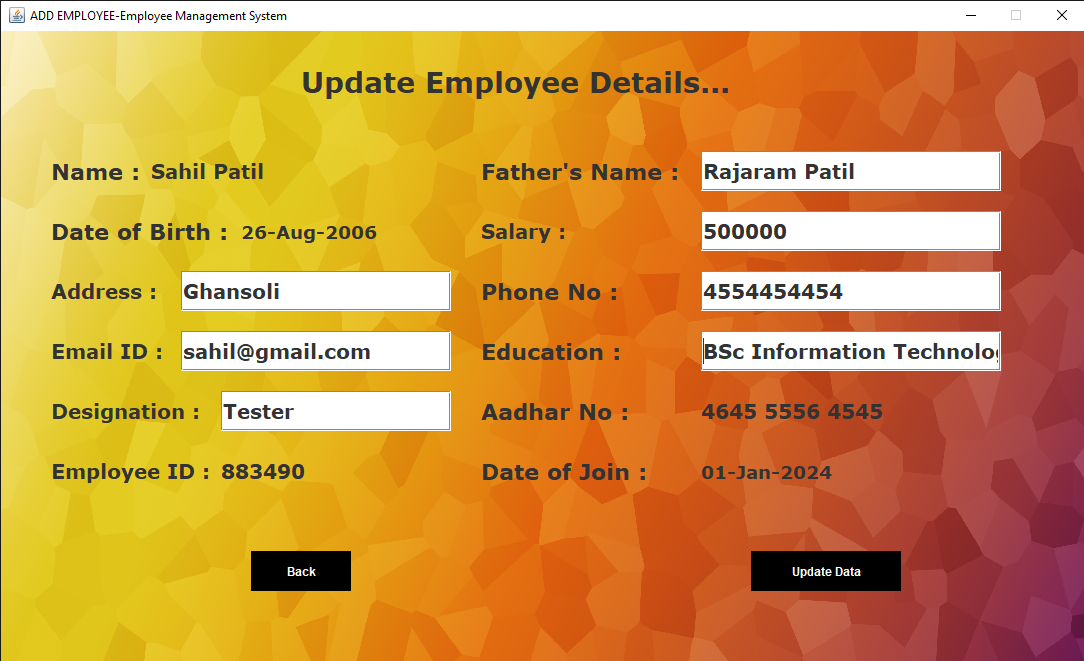 ADD EMPLOYEE-Employee Management System
Update Employee Details...
Name : Sahil Patil Father's Name : Rajaram Patil
Date of Birth : 26-Aug-2006 Salary : 500000
Address : Ghansoli Phone No : 4554454454
Email ID : sahil@gmail.com Education : BSc Information Technolog
Designation : Tester Aadhar No : 4645 5556 4545
Employee ID : 883490 Date of Join : 01-Jan-2024
Back Update Data